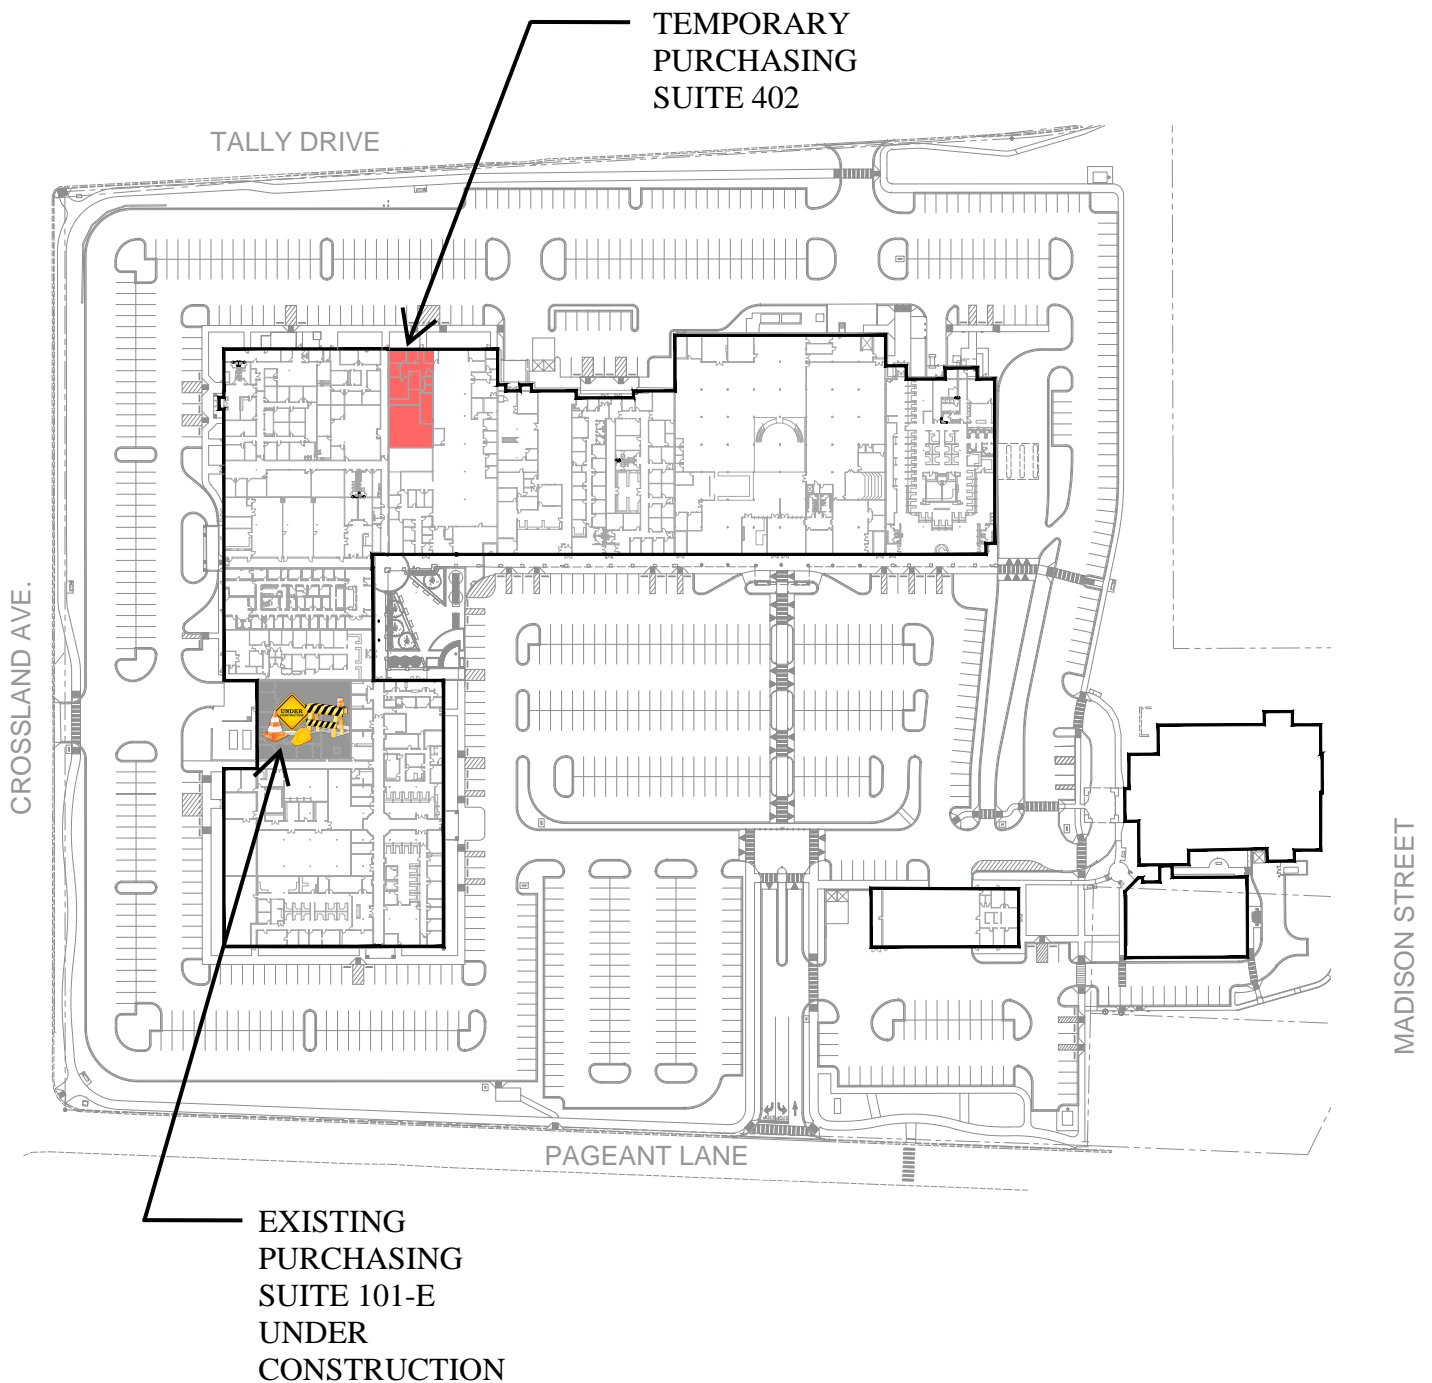 TEMPORARY
PURCHASING
SUITE 402
TALLY DRIVE
CROSSLAND AVE.
UNDER
CONSTRUCTION
MADISON STREET
PAGEANT LANE
EXISTING
PURCHASING
SUITE 101-E
UNDER
CONSTRUCTION